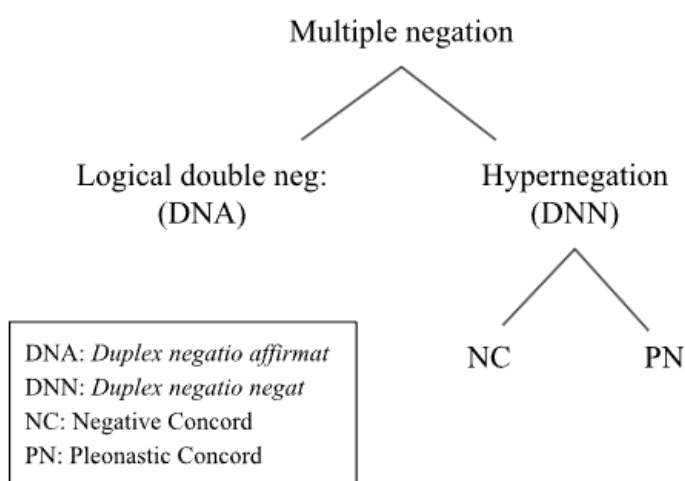 Multiple negation
Logical double neg:
(DNA)
Hypernegation
(DNN)
NC
PN
DNA: Duplex negatio affirmat
DNN: Duplex negatio negat
NC: Negative Concord
PN: Pleonastic Concord